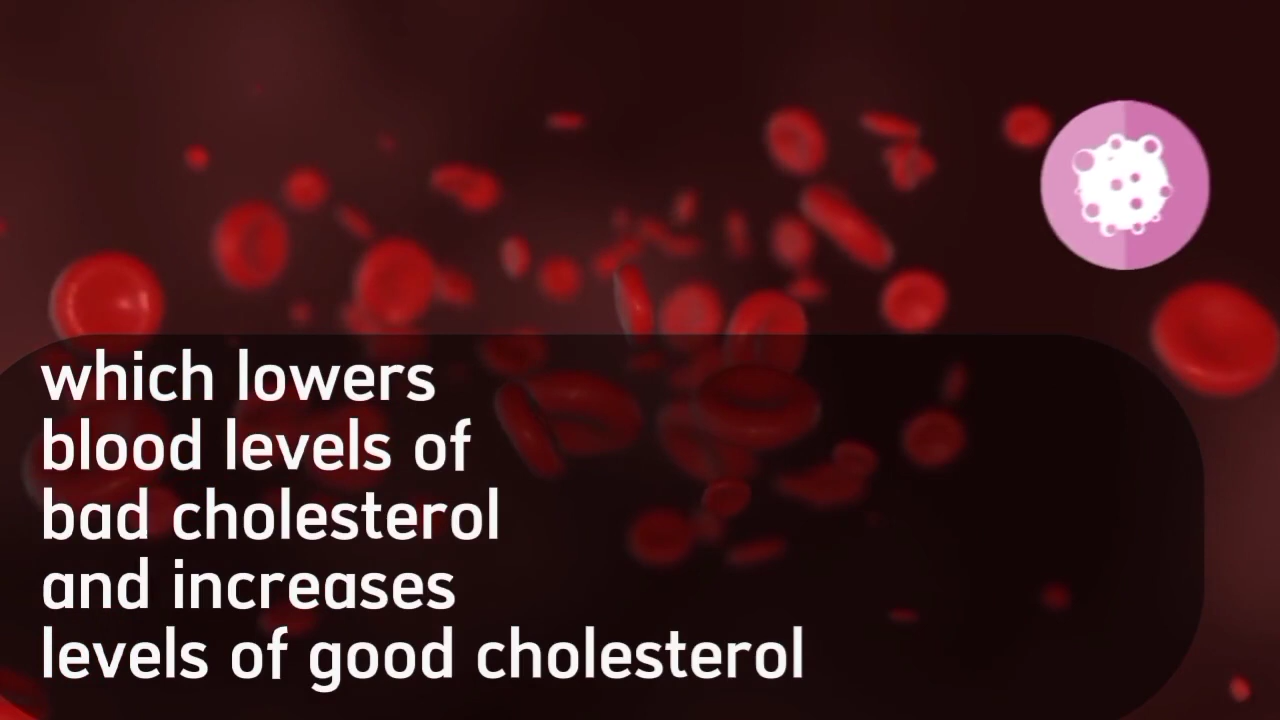 which lowers
blood levels of
bad cholesterol
and increases
levels of good cholesterol